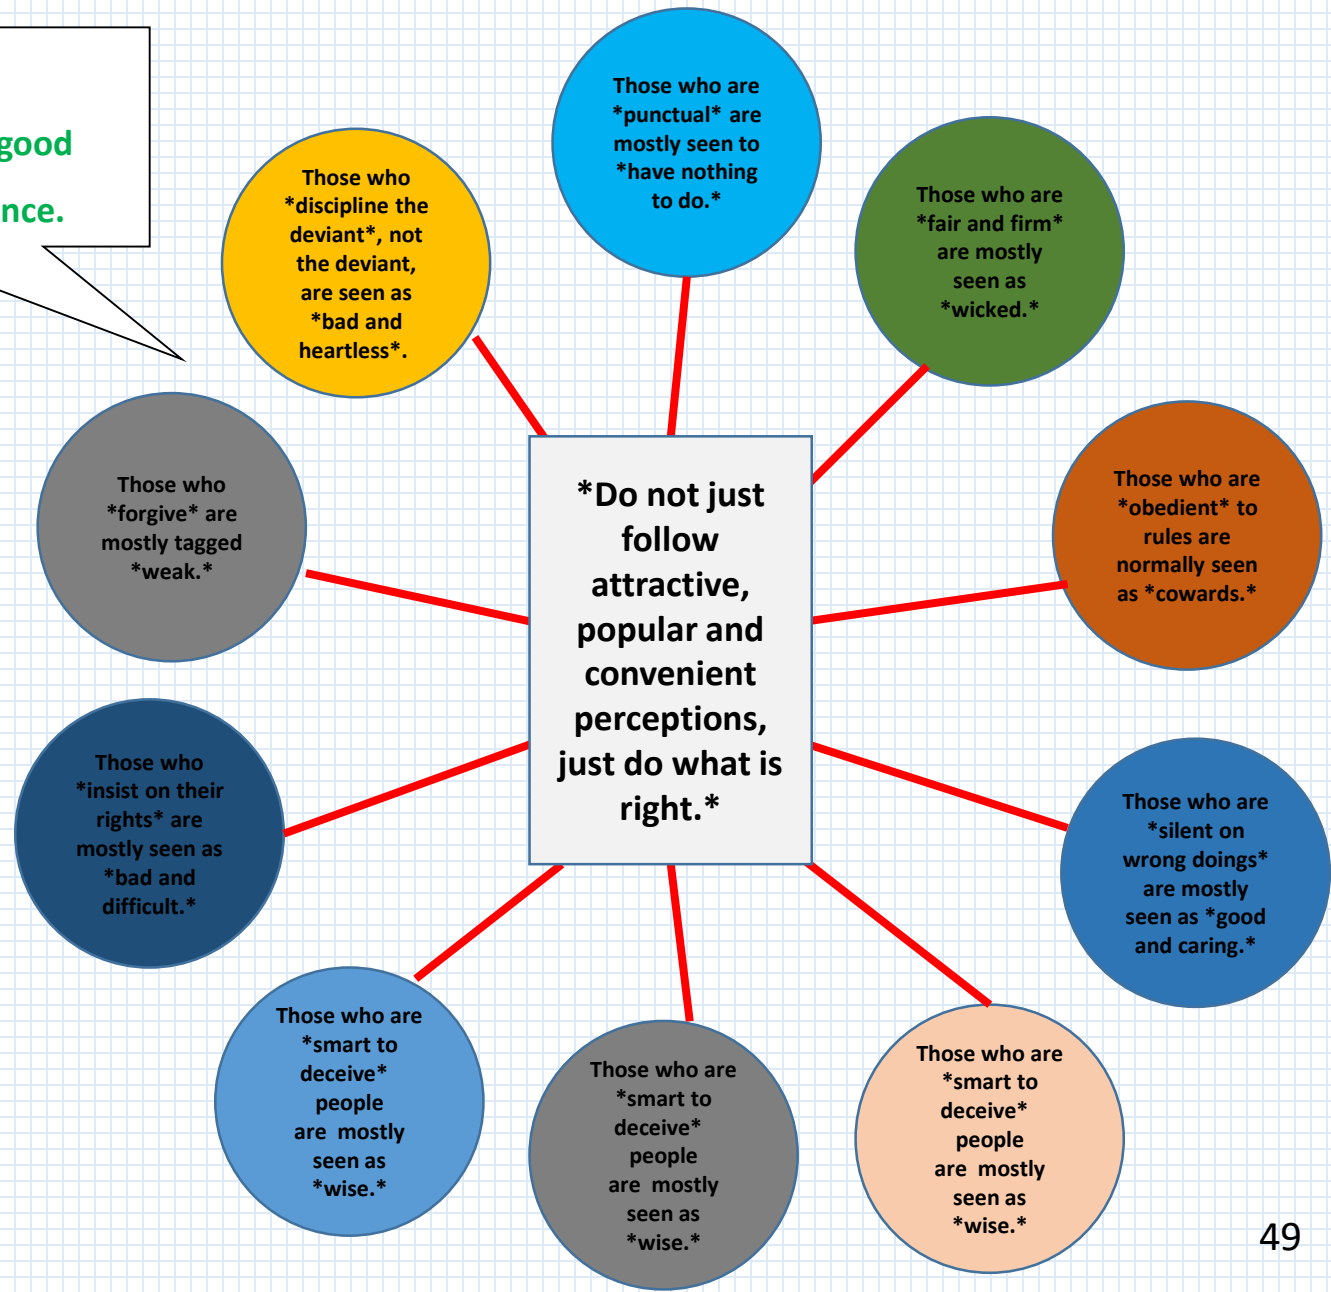 good
Those who are
*punctual* are
mostly seen to
*have nothing
to do.*
Those who
*discipline the
deviant*, not
the deviant,
are seen as
*bad and
heartless*.
Those who are
*fair and firm*
are mostly
seen as
*wicked.*
Those who
*forgive* are
mostly tagged
*weak.*
*Do not just
follow
attractive,
popular and
convenient
perceptions,
just do what is
right.*
Those who are
*obedient* to
rules are
normally seen
as *cowards.*
Those who
*insist on their
rights* are
mostly seen as
*bad and
difficult.*
Those who are
*silent on
wrong doings*
are mostly
seen as *good
and caring.*
Those who are
*smart to
deceive*
people
are mostly
seen as
*wise.*
Those who are
*smart to
deceive*
people
are mostly
seen as
*wise.*
Those who are
*smart to
deceive*
people
are mostly
seen as
*wise.*
49